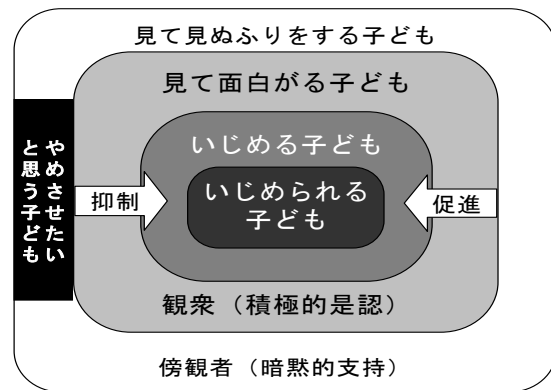 見て見ぬふりをする子ども
見て面白がる子ども
いじめる子ども
いじめられる
子ども
やめさせたい
と思う子ども
抑制
促進
観衆（積極的是認）
傍観者（暗黙的支持）